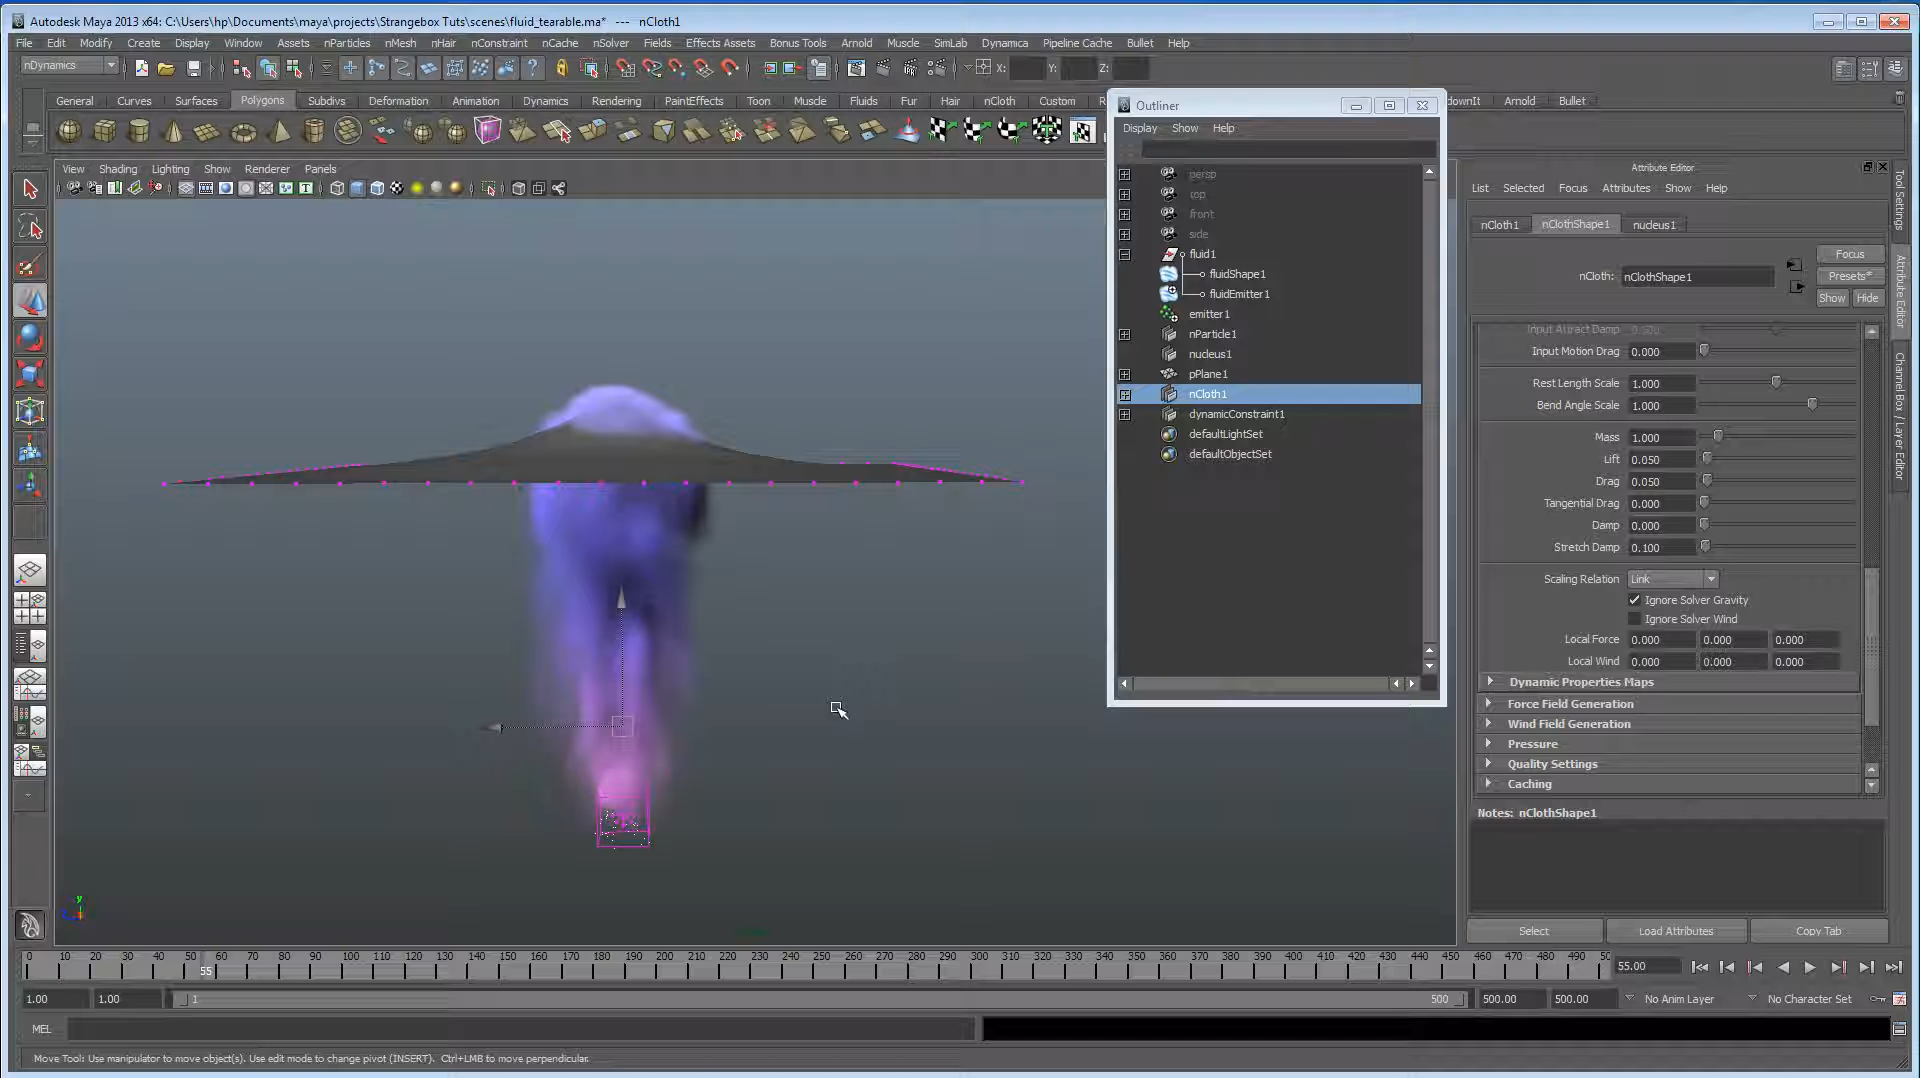 Autodesk Maya 2013 x64: C:\Users\hp\Documents\maya\projects\Strangebox Tuts\scenes\fluid_tearable.ma* --- nCloth1
File Edit Modify Create Display Window Assets nParticles nMesh nHair nConstraint nCache nSolver Fields Effects Assets Bonus Tools Arnold Muscle SimLab Dynamica Pipeline Cache Bullet Help
nDynamics X: Y: Z:
General Curves Surfaces Polygons Subdivs Deformation Animation Dynamics Rendering PaintEffects Toon Muscle Fluids Fur Hair nCloth Custom Arnold Bullet
View Shading Lighting Show Renderer Panels
Outliner
Display Show Help
persp
top
front
side
fluid1
fluidShape1
fluidEmitter1
emitter1
nParticle1
nucleus1
pPlane1
nCloth1
dynamicConstraint1
defaultLightSet
defaultObjectSet
Attribute Editor
List Selected Focus Attributes Show Help
nCloth1 nClothShape1 nucleus1
Focus
nCloth: nClothShape1 Presets*
Show Hide
Input Attract Damp
Input Motion Drag 0.000
Rest Length Scale 1.000
Bend Angle Scale 1.000
Mass 1.000
Lift 0.050
Drag 0.050
Tangential Drag 0.000
Damp 0.000
Stretch Damp 0.100
Scaling Relation Link
Ignore Solver Gravity
Ignore Solver Wind
Local Force 0.000 0.000 0.000
Local Wind 0.000 0.000 0.000
Dynamic Properties Maps
Force Field Generation
Wind Field Generation
Pressure
Quality Settings
Caching
Notes: nClothShape1
Select Load Attributes Copy Tab
Tool Settings
Attribute Editor
Channel Box / Layer Editor
y
0 10 20 30 40 50 60 70 80 90 100 110 120 130 140 150 160 170 180 190 200 210 220 230 240 250 260 270 280 290 300 310 320 330 340 350 360 370 380 390 400 410 420 430 440 450 460 470 480 490 50
55 55.00
1.00 1.00 1 500 500.00 500.00 No Anim Layer No Character Set
MEL
Move Tool: Use manipulator to move object(s). Use edit mode to change pivot (INSERT). Ctrl+LMB to move perpendicular.